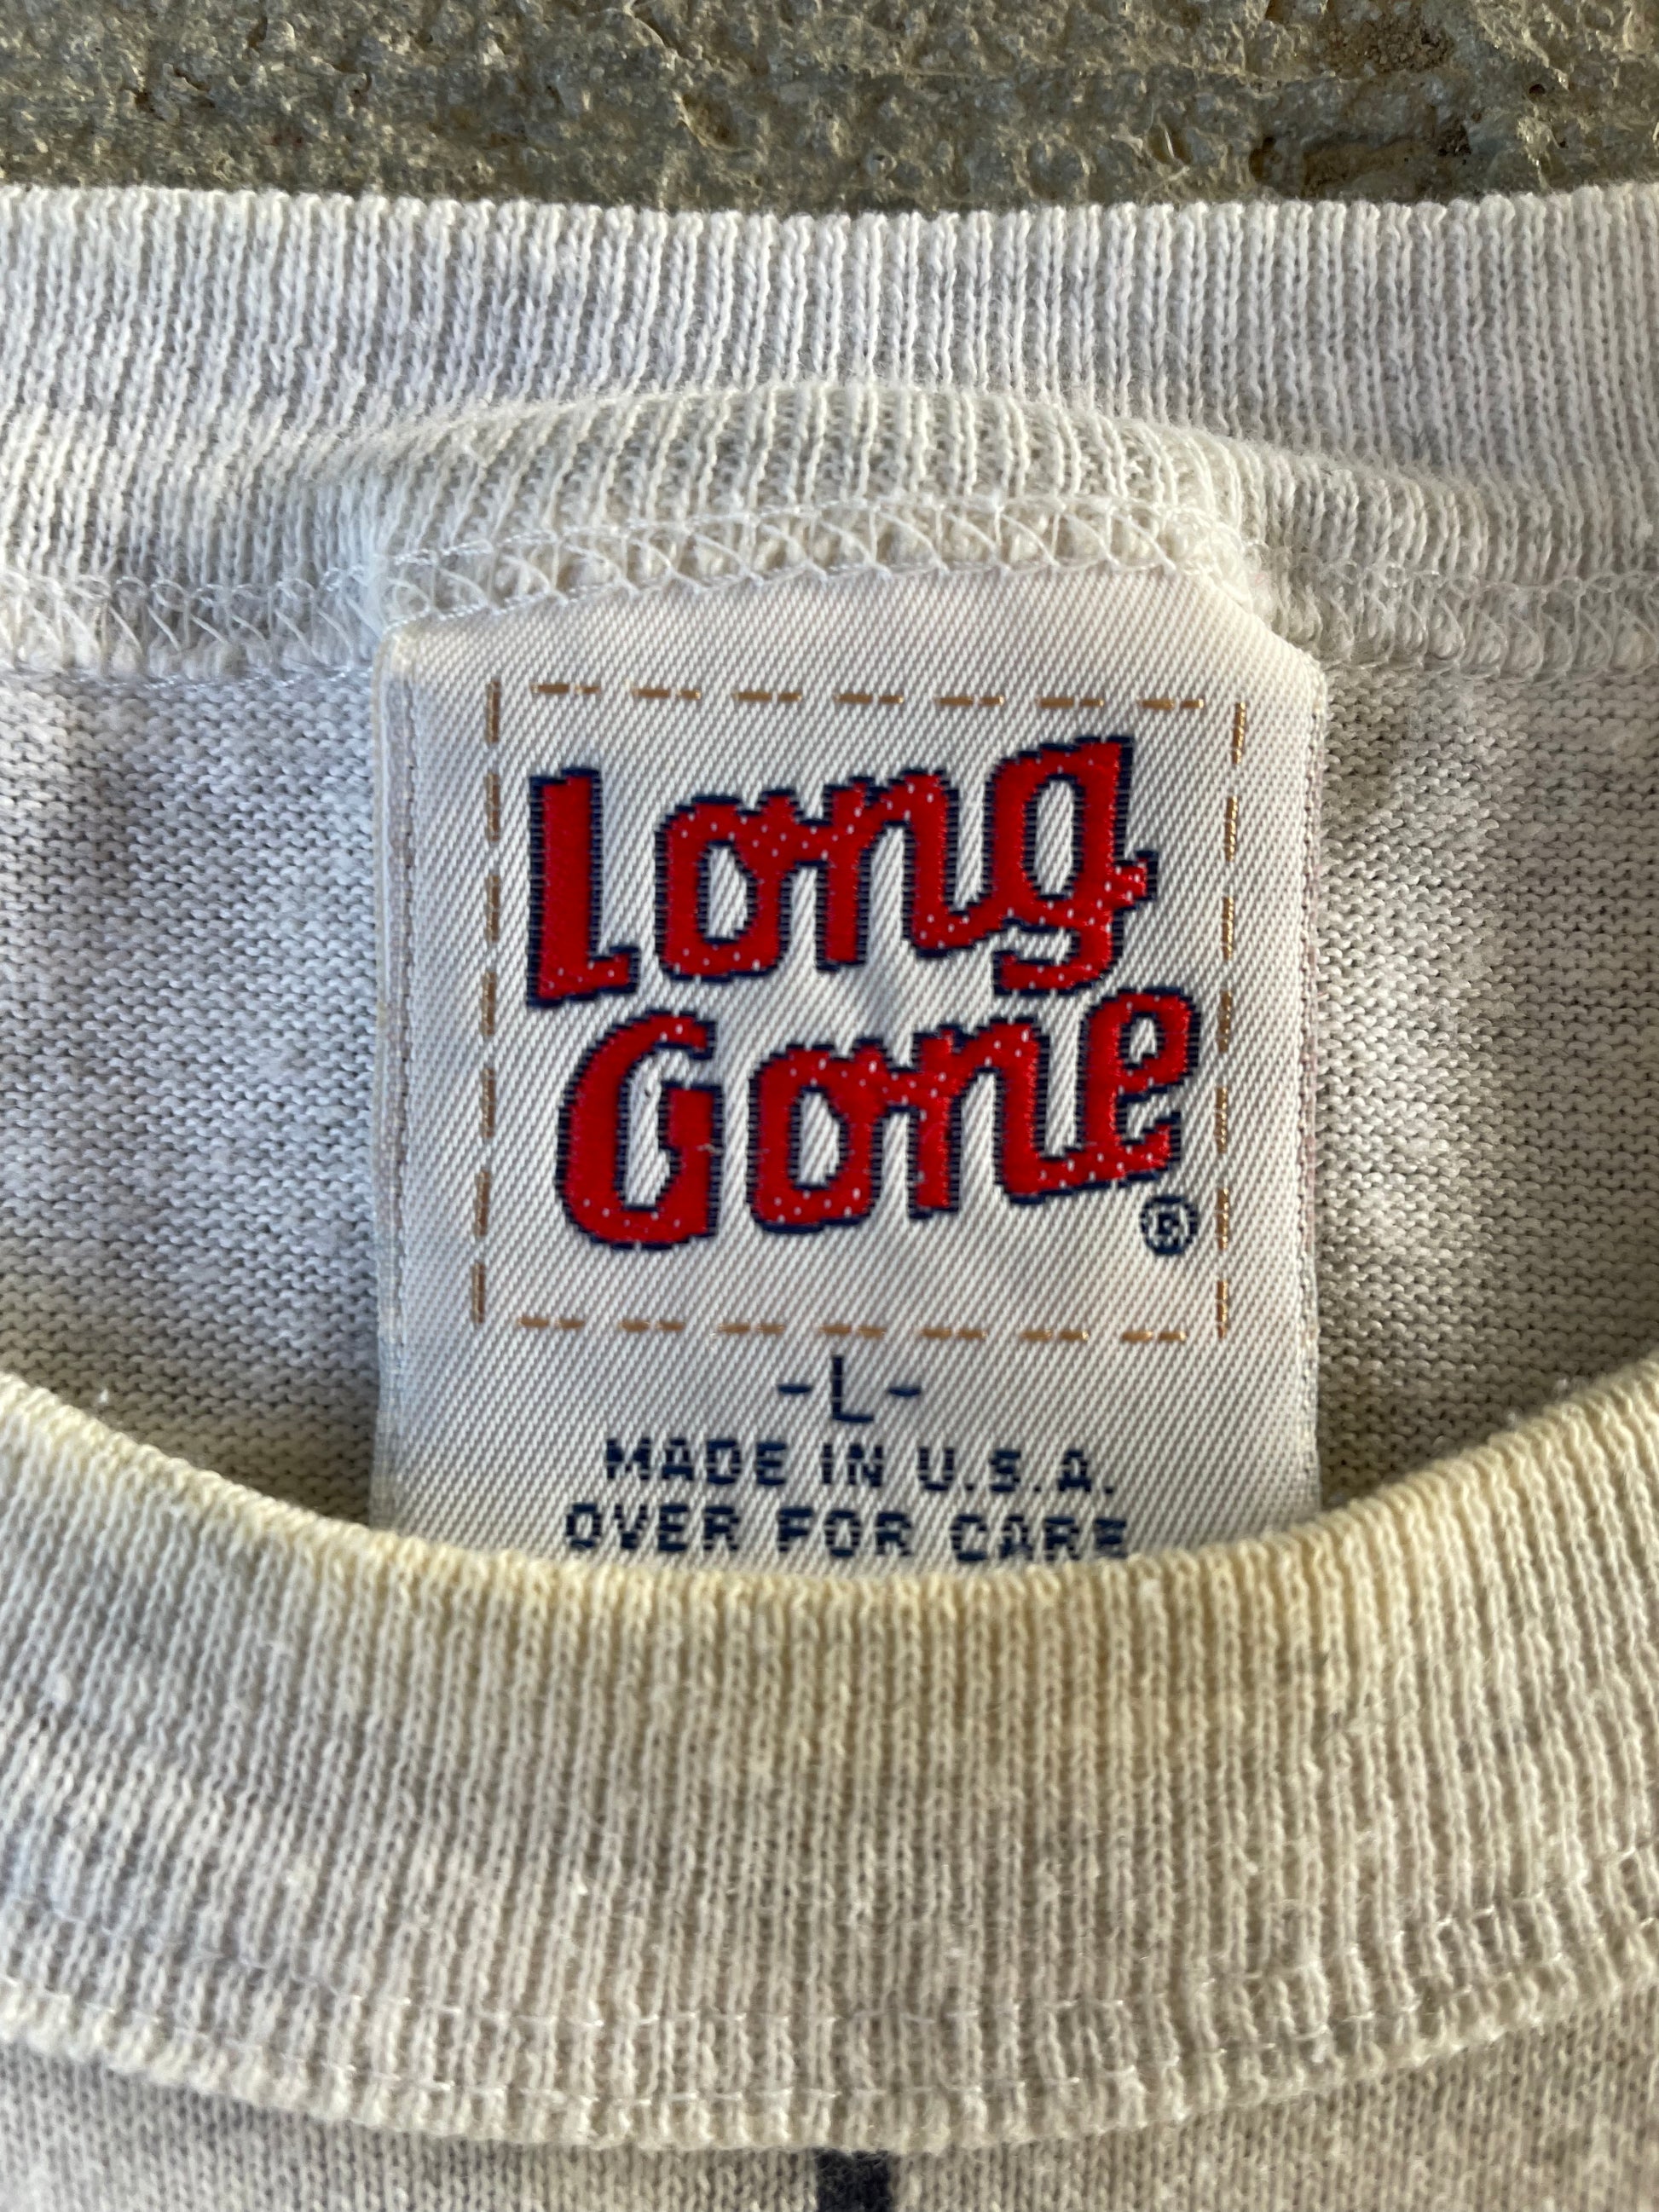 Long
Gone
®
-L-
MADE IN U.S.A.
OVER FOR CARE